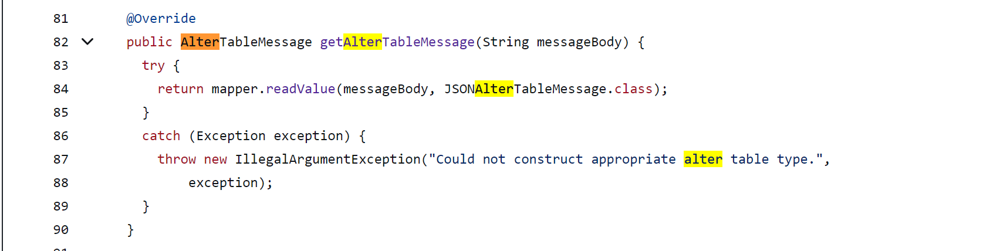 81 @Override
82 public AlterTableMessage getAlterTableMessage(String messageBody) {
83 try {
84 return mapper.readValue(messageBody, JSONAlterTableMessage.class);
85 }
86 catch (Exception exception) {
87 throw new IllegalArgumentException("Could not construct appropriate alter table type.",
88 exception);
89 }
90 }